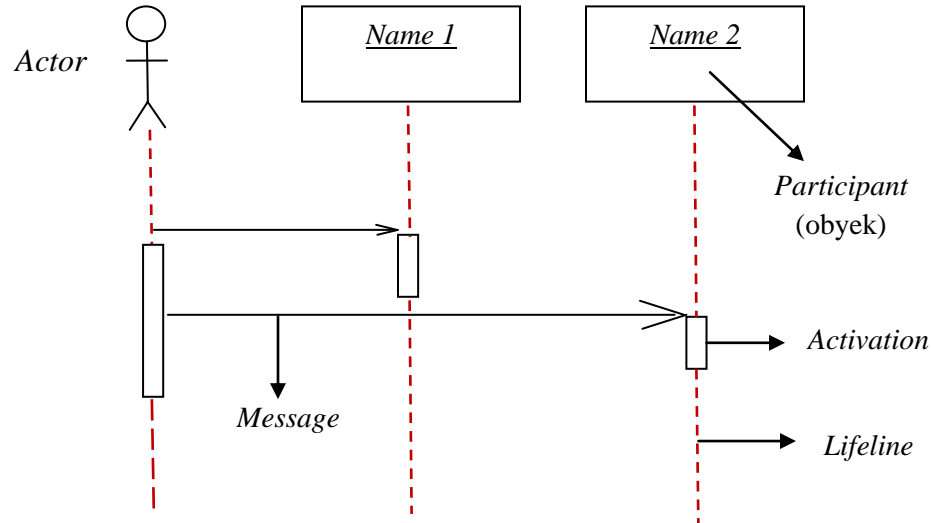 Actor
Name 1
Name 2
Participant
(obyek)
Activation
Message
Lifeline